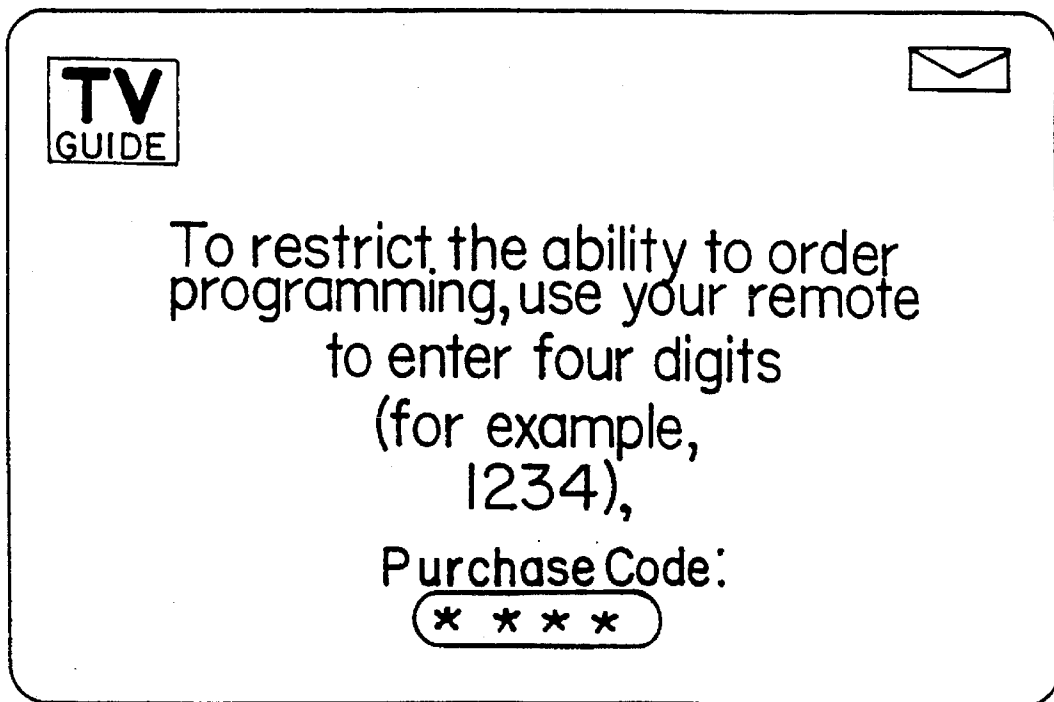 TV
GUIDE
To restrict the ability to order
programming, use your remote
to enter four digits
(for example,
1234),
Purchase Code:
* * * *